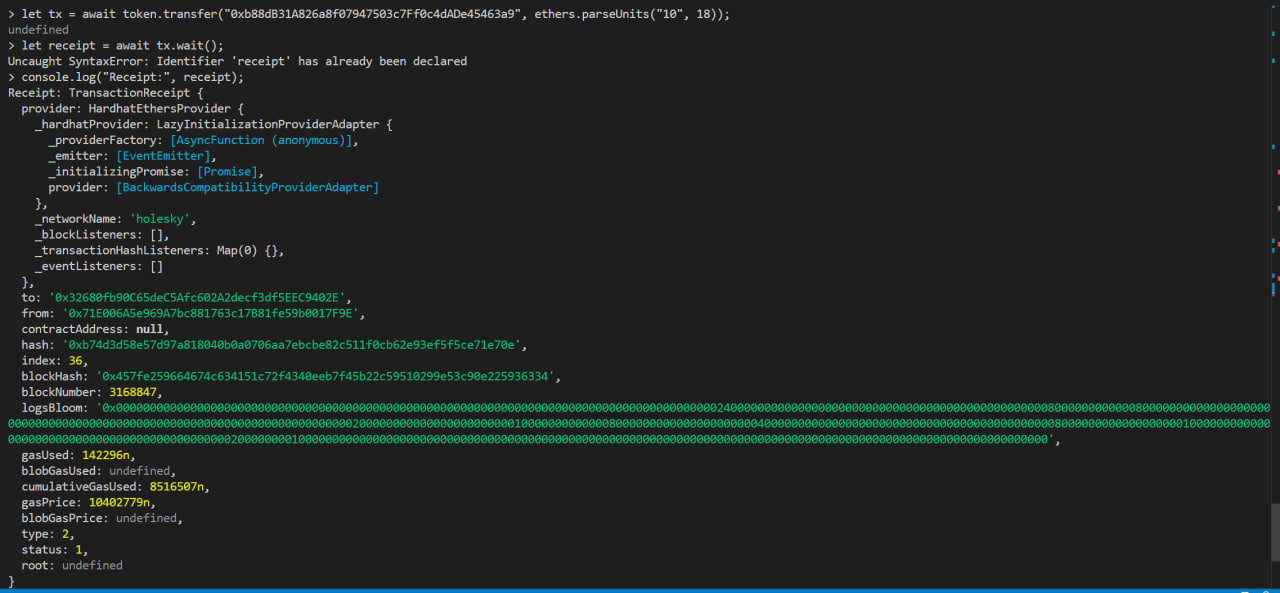 > let tx = await token.transfer("0xb88dB31A826a8f07947503c7Ff0c4dADe45463a9", ethers.parseUnits("10", 18));
undefined
> let receipt = await tx.wait();
Uncaught SyntaxError: Identifier 'receipt' has already been declared
> console.log("Receipt:", receipt);
Receipt: TransactionReceipt {
  provider: HardhatEthersProvider {
    _hardhatProvider: LazyInitializationProviderAdapter {
      _providerFactory: [AsyncFunction (anonymous)],
      _emitter: [EventEmitter],
      _initializingPromise: [Promise],
      provider: [BackwardsCompatibilityProviderAdapter]
    },
    _networkName: 'holesky',
    _blockListeners: [],
    _transactionHashListeners: Map(0) {},
    _eventListeners: []
  },
  to: '0x32680fb90C65deC5Afc602A2decf3df5EEC9402E',
  from: '0x71E006A5e969A7bc881763c17B81fe59b0017F9E',
  contractAddress: null,
  hash: '0xb74d3d58e57d97a818040b0a0706aa7ebcbe82c511f0cb62e93ef5f5ce71e70e',
  index: 36,
  blockHash: '0x457fe259664674c634151c72f4340eeb7f45b22c59510299e53c90e225936334',
  blockNumber: 3168847,
  logsBloom:
  gasUsed: 142296n,
  blobGasUsed: undefined,
  cumulativeGasUsed: 8516507n,
  gasPrice: 10402779n,
  blobGasPrice: undefined,
  type: 2,
  status: 1,
  root: undefined
}